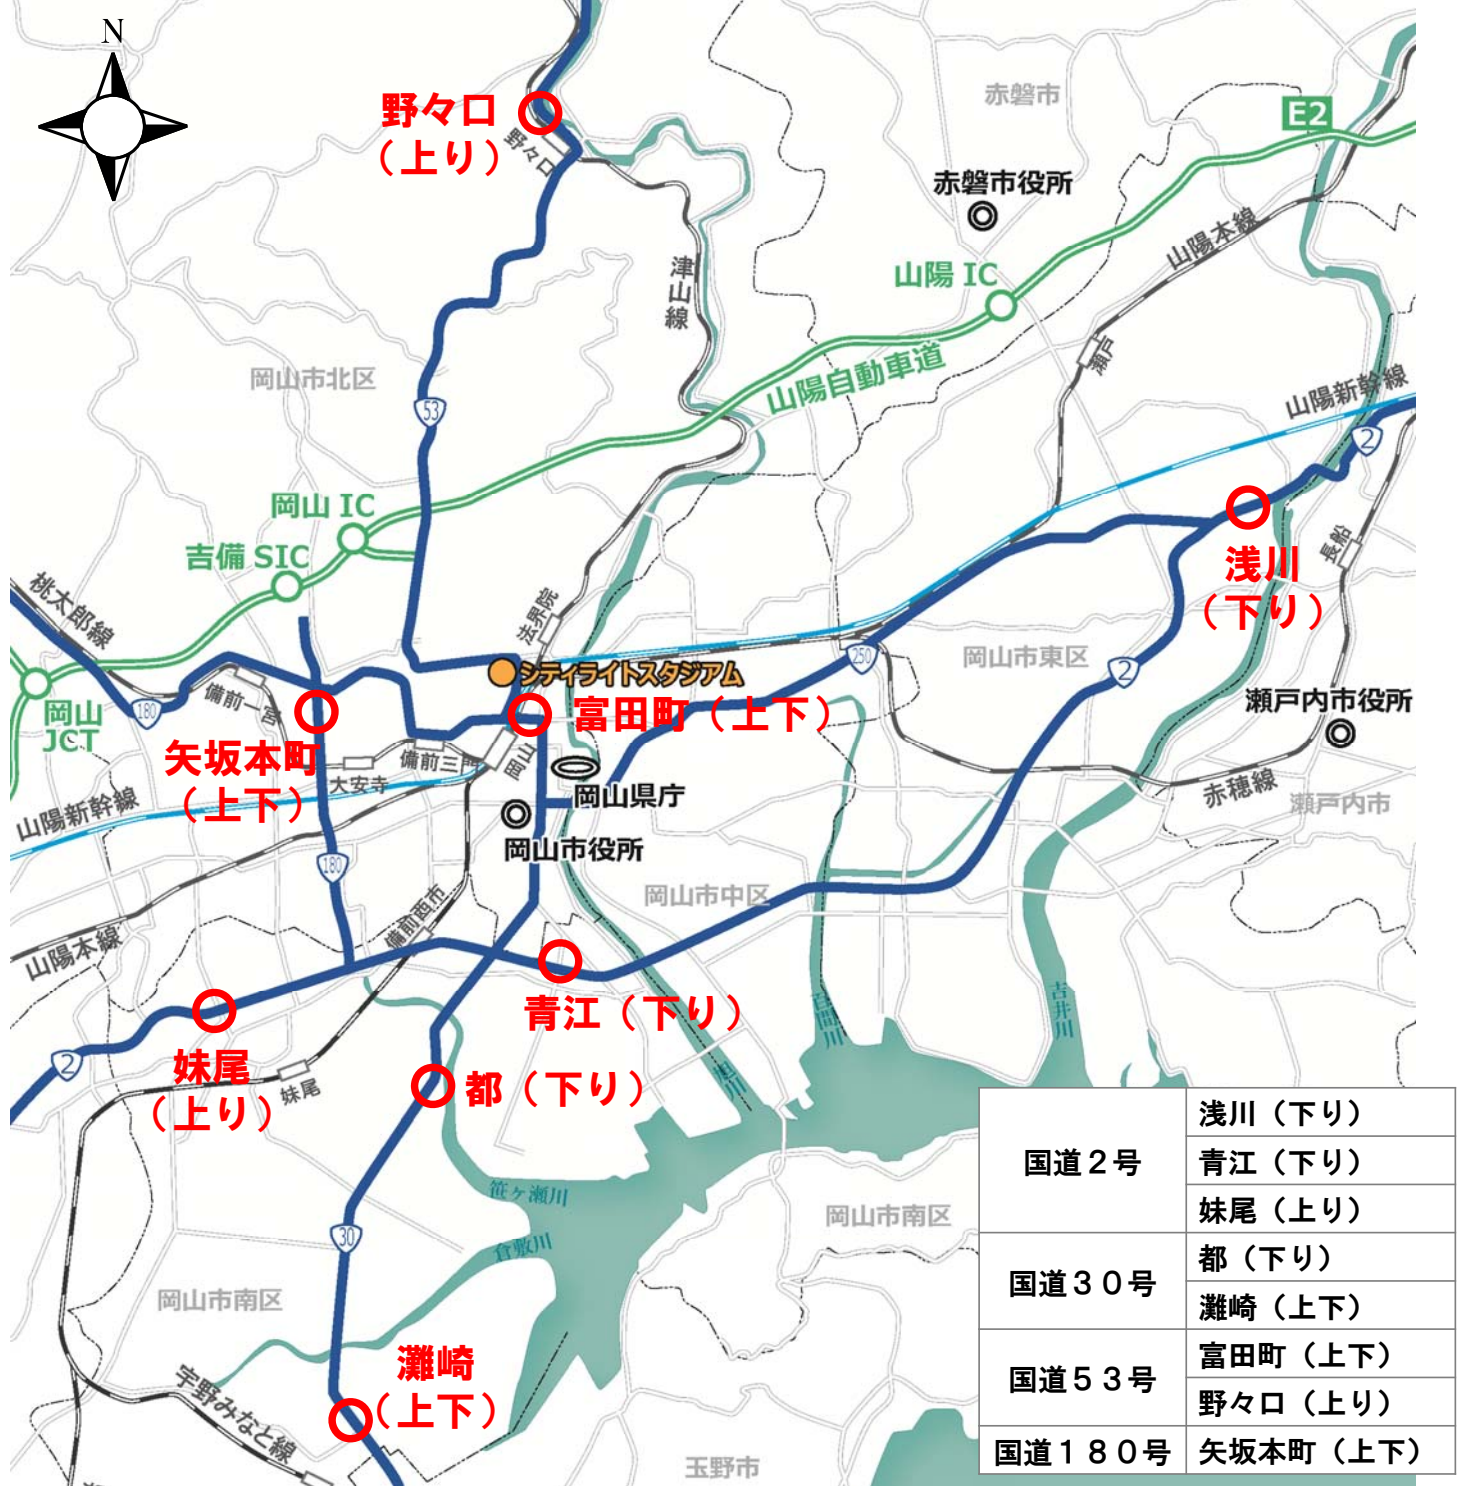 N
野々口
（上り）
野々口
赤磐市
E2
赤磐市役所
山陽本線
山陽 IC
津山線
山陽自動車道
岡山市北区
53
瀬戸
山陽新幹線
2
岡山 IC
吉備 SIC
浅川
（下り）
長船
桃太郎線
法界院
250
岡山市東区
2
シティライトスタジアム
備前一宮
180
岡山
JCT
富田町（上下）
瀬戸内市役所
矢坂本町
（上下）
備前三門
岡山
大安寺
岡山県庁
赤穂線
瀬戸内市
山陽新幹線
岡山市役所
180
岡山市中区
備前西市
山陽本線
青江（下り）
百間川
吉井川
2
妹尾
（上り）
妹尾
都（下り）
旭川
笹ヶ瀬川
岡山市南区
30
倉敷川
岡山市南区
灘崎
（上下）
宇野みなと線
玉野市
国道２号
浅川（下り）
青江（下り）
妹尾（上り）
国道３０号
都（下り）
灘崎（上下）
国道５３号
富田町（上下）
野々口（上り）
国道１８０号
矢坂本町（上下）